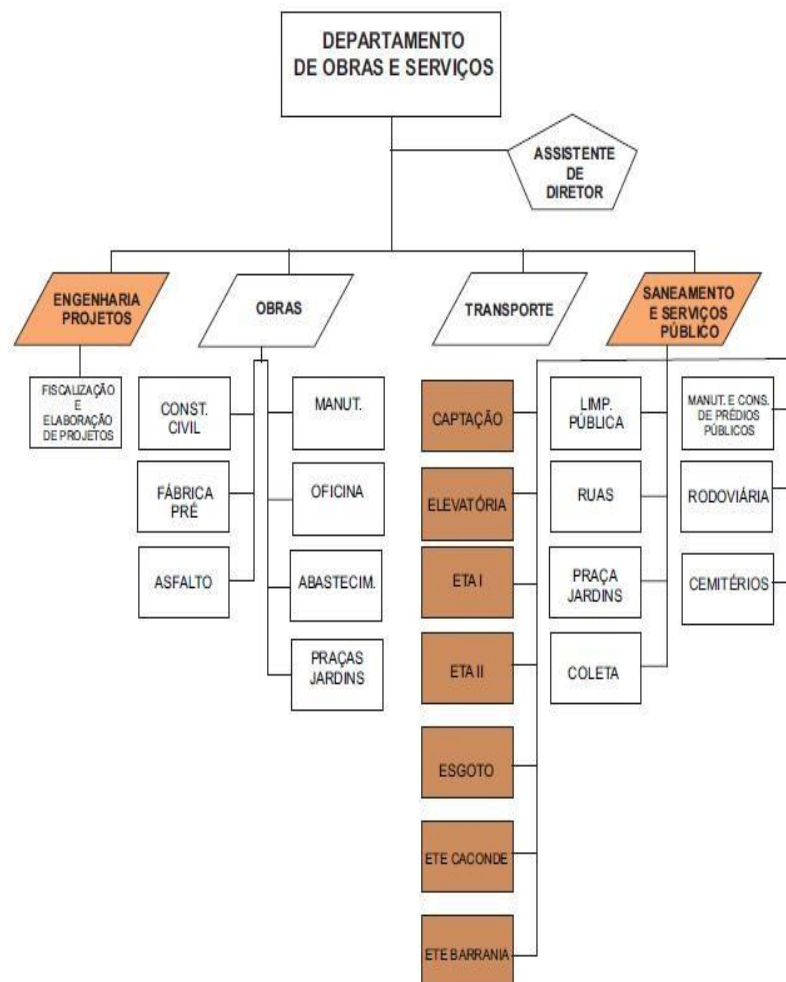 DEPARTAMENTO
DE OBRAS E SERVIÇOS
ASSISTENTE
DE
DIRETOR
ENGENHARIA
PROJETOS
OBRAS
TRANSPORTE
SANEAMENTO
E SERVIÇOS
PÚBLICO
FISCALIZAÇÃO
E
ELABORAÇÃO
DE PROJETOS
CONST.
CIVIL
FÁBRICA
PRÉ
ASFALTO
MANUT.
OFICINA
ABASTECIM.
PRAÇAS
JARDINS
CAPTAÇÃO
ELEVATÓRIA
ETA I
ETA II
ESGOTO
ETE CACONDE
ETE BARRANIA
LIMP.
PÚBLICA
RUAS
PRAÇA
JARDINS
COLETA
MANUT. E CONS.
DE PRÉDIOS
PÚBLICOS
RODOVIÁRIA
CEMITÉRIOS